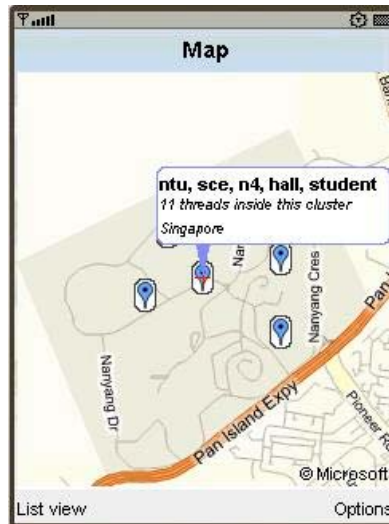 Map
ntu, sce, n4, hall, student
11 threads inside this cluster
Singapore
Nanyang Cres
Nanyang Dr
Pan Island Expy
Pan
Pioneer R
© Microsoft
List view
Options